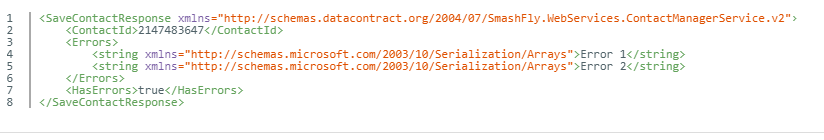 1 <SaveContactResponse xmlns="http://schemas.datacontract.org/2004/07/SmashFly.WebServices.ContactManagerService.v2">
2     <ContactId>2147483647</ContactId>
3     <Errors>
4         <string xmlns="http://schemas.microsoft.com/2003/10/Serialization/Arrays">Error 1</string>
5         <string xmlns="http://schemas.microsoft.com/2003/10/Serialization/Arrays">Error 2</string>
6     </Errors>
7     <HasErrors>true</HasErrors>
8 </SaveContactResponse>